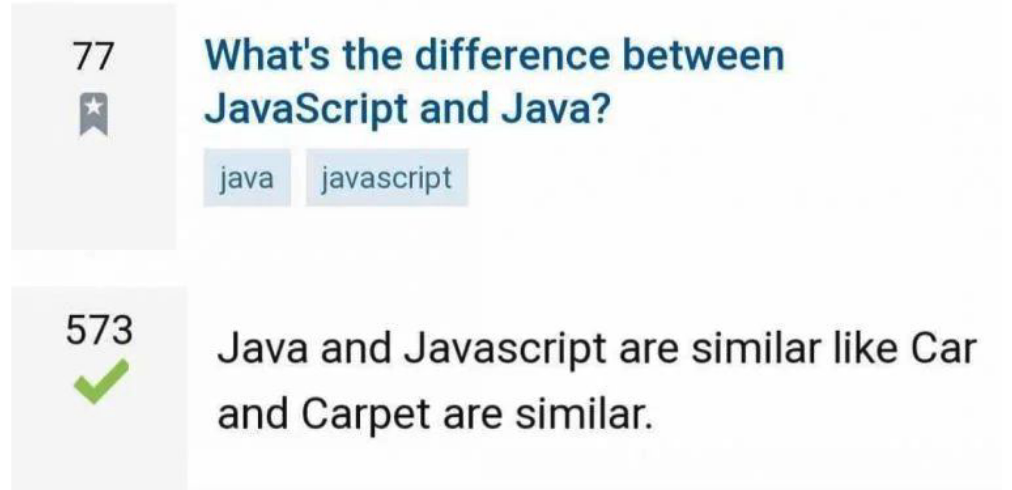 77
What's the difference between
JavaScript and Java?
java javascript
573
Java and Javascript are similar like Car
and Carpet are similar.